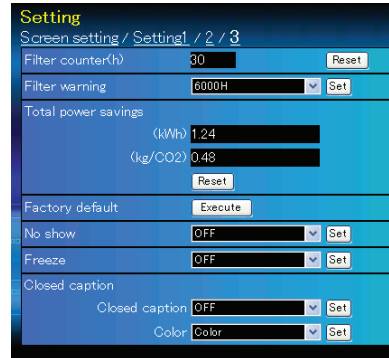 Setting
Screen setting / Setting1 / 2 / 3
Filter counter(h) 30 Reset
Filter warning 6000H Set
Total power savings
(kWh) 1.24
(kg/CO2) 0.48
Reset
Factory default Execute
No show OFF Set
Freeze OFF Set
Closed caption
Closed caption OFF Set
Color Color Set